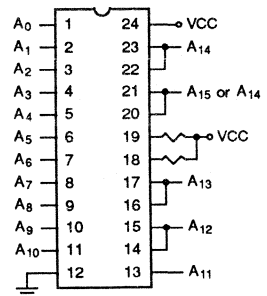 A0 1 24 VCC
A1 2 23 A14
A2 3 22
A3 4 21 A15 or A14
A4 5 20
A5 6 19 VCC
A6 7 18
A7 8 17 A13
A8 9 16
A9 10 15 A12
A10 11 14
12 13 A11